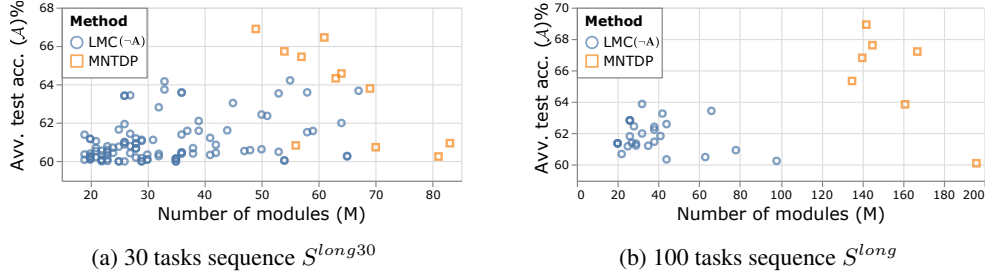 Avv. test acc. (𝒜)%
68
66
64
62
60
Method
LMC(¬A)
MNTDP
20 30 40 50 60 70 80
Number of modules (M)
(a) 30 tasks sequence S^{long30}
Avv. test acc. (𝒜)%
70
68
66
64
62
60
Method
LMC(¬A)
MNTDP
0 20 40 60 80 100 120 140 160 180 200
Number of modules (M)
(b) 100 tasks sequence S^{long}